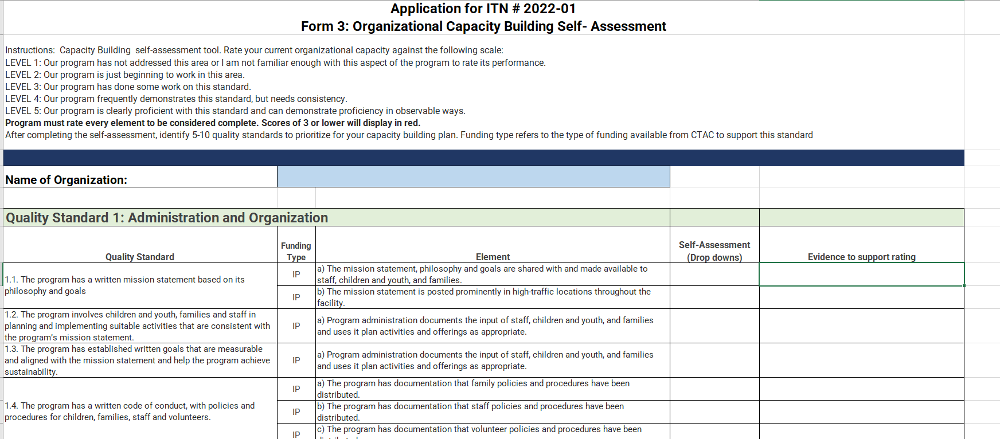 Application for ITN # 2022-01
Form 3: Organizational Capacity Building Self- Assessment
Instructions:  Capacity Building  self-assessment tool. Rate your current organizational capacity against the following scale:
LEVEL 1: Our program has not addressed this area or I am not familiar enough with this aspect of the program to rate its performance.
LEVEL 2: Our program is just beginning to work in this area.
LEVEL 3: Our program has done some work on this standard.
LEVEL 4: Our program frequently demonstrates this standard, but needs consistency.
LEVEL 5: Our program is clearly proficient with this standard and can demonstrate proficiency in observable ways.
Program must rate every element to be considered complete. Scores of 3 or lower will display in red.
After completing the self-assessment, identify 5-10 quality standards to prioritize for your capacity building plan. Funding type refers to the type of funding available from CTAC to support this standard
Name of Organization:
Quality Standard 1: Administration and Organization
Quality Standard
Funding
Type
Element
Self-Assessment
(Drop downs)
Evidence to support rating
1.1. The program has a written mission statement based on its
philosophy and goals
IP
a) The mission statement, philosophy and goals are shared with and made available to
staff, children and youth, and families.
IP
b) The mission statement is posted prominently in high-traffic locations throughout the
facility.
1.2. The program involves children and youth, families and staff in
planning and implementing suitable activities that are consistent with
the program's mission statement.
IP
a) Program administration documents the input of staff, children and youth, and families
and uses it plan activities and offerings as appropriate.
1.3. The program has established written goals that are measurable
and aligned with the mission statement and help the program achieve
sustainability.
IP
a) Program administration documents the input of staff, children and youth, and families
and uses it plan activities and offerings as appropriate.
1.4. The program has a written code of conduct, with policies and
procedures for children, families, staff and volunteers.
IP
a) The program has documentation that family policies and procedures have been
distributed.
IP
b) The program has documentation that staff policies and procedures have been
distributed.
IP
c) The program has documentation that volunteer policies and procedures have been